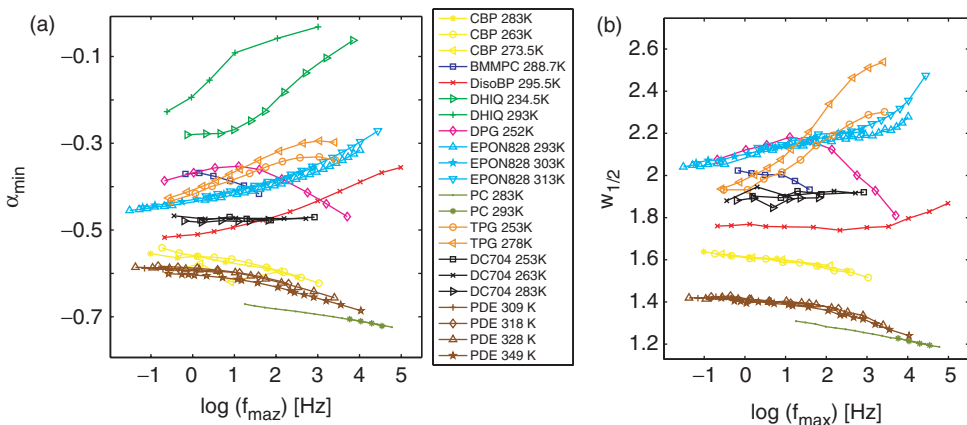 (a)
−0.1
−0.3
−0.5
−0.7
αmin
−1 0 1 2 3 4 5
log (fmaz) [Hz]
CBP 283K
CBP 263K
CBP 273.5K
BMMPC 288.7K
DisoBP 295.5K
DHIQ 234.5K
DHIQ 293K
DPG 252K
EPON828 293K
EPON828 303K
EPON828 313K
PC 283K
PC 293K
TPG 253K
TPG 278K
DC704 253K
DC704 263K
DC704 283K
PDE 309 K
PDE 318 K
PDE 328 K
PDE 349 K
(b)
2.6
2.4
2.2
2
1.8
1.6
1.4
1.2
w1/2
−1 0 1 2 3 4 5
log (fmax) [Hz]